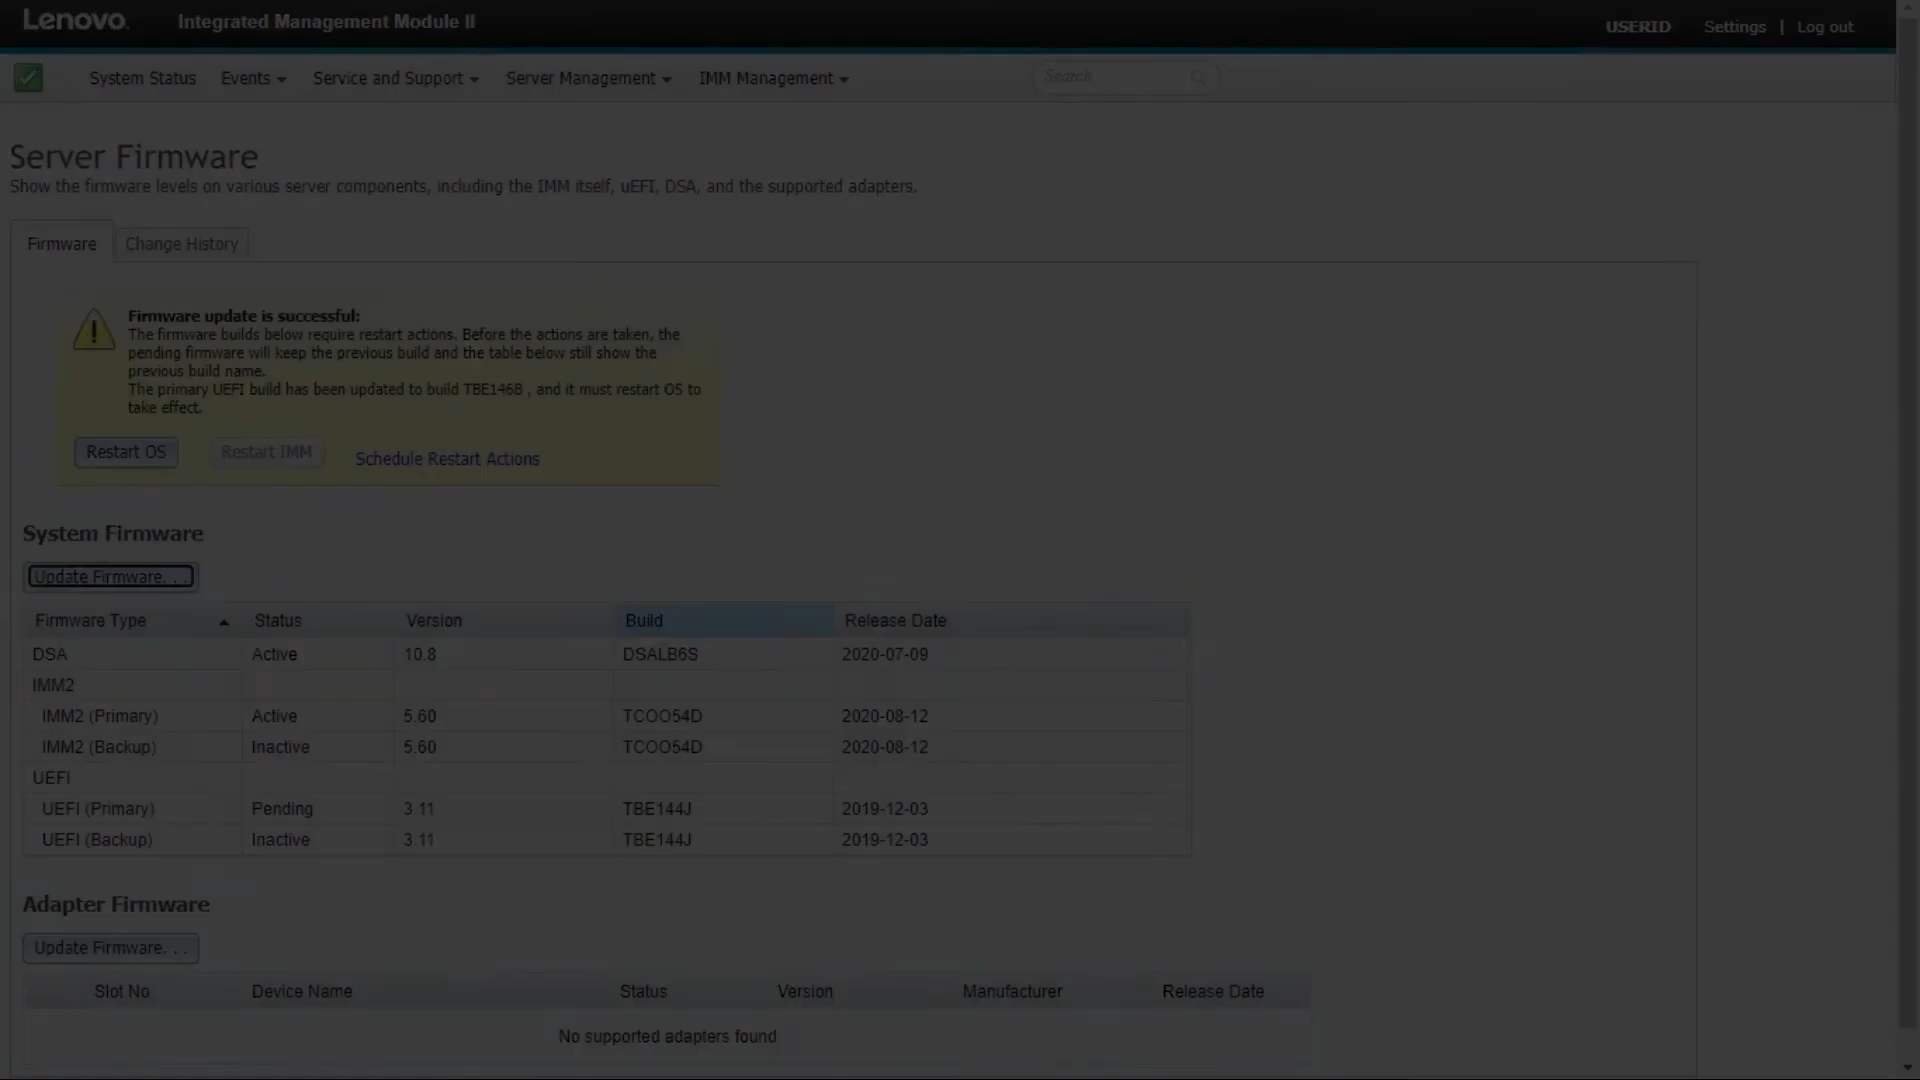 Lenovo.
Integrated Management Module II
USERID Settings | Log out
System Status Events Service and Support Server Management IMM Management Search
Server Firmware
Show the firmware levels on various server components, including the IMM itself, uEFI, DSA, and the supported adapters.
Firmware Change History
Firmware update is successful:
The firmware builds below require restart actions. Before the actions are taken, the
pending firmware will keep the previous build and the table below still show the
previous build name.
The primary UEFI build has been updated to build TBE146B , and it must restart OS to
take effect.
Restart OS Restart IMM Schedule Restart Actions
System Firmware
Update Firmware. . .
Firmware Type Status Version Build Release Date
DSA Active 10.8 DSALB6S 2020-07-09
IMM2
IMM2 (Primary) Active 5.60 TCOO54D 2020-08-12
IMM2 (Backup) Inactive 5.60 TCOO54D 2020-08-12
UEFI
UEFI (Primary) Pending 3.11 TBE144J 2019-12-03
UEFI (Backup) Inactive 3.11 TBE144J 2019-12-03
Adapter Firmware
Update Firmware. . .
Slot No Device Name Status Version Manufacturer Release Date
No supported adapters found